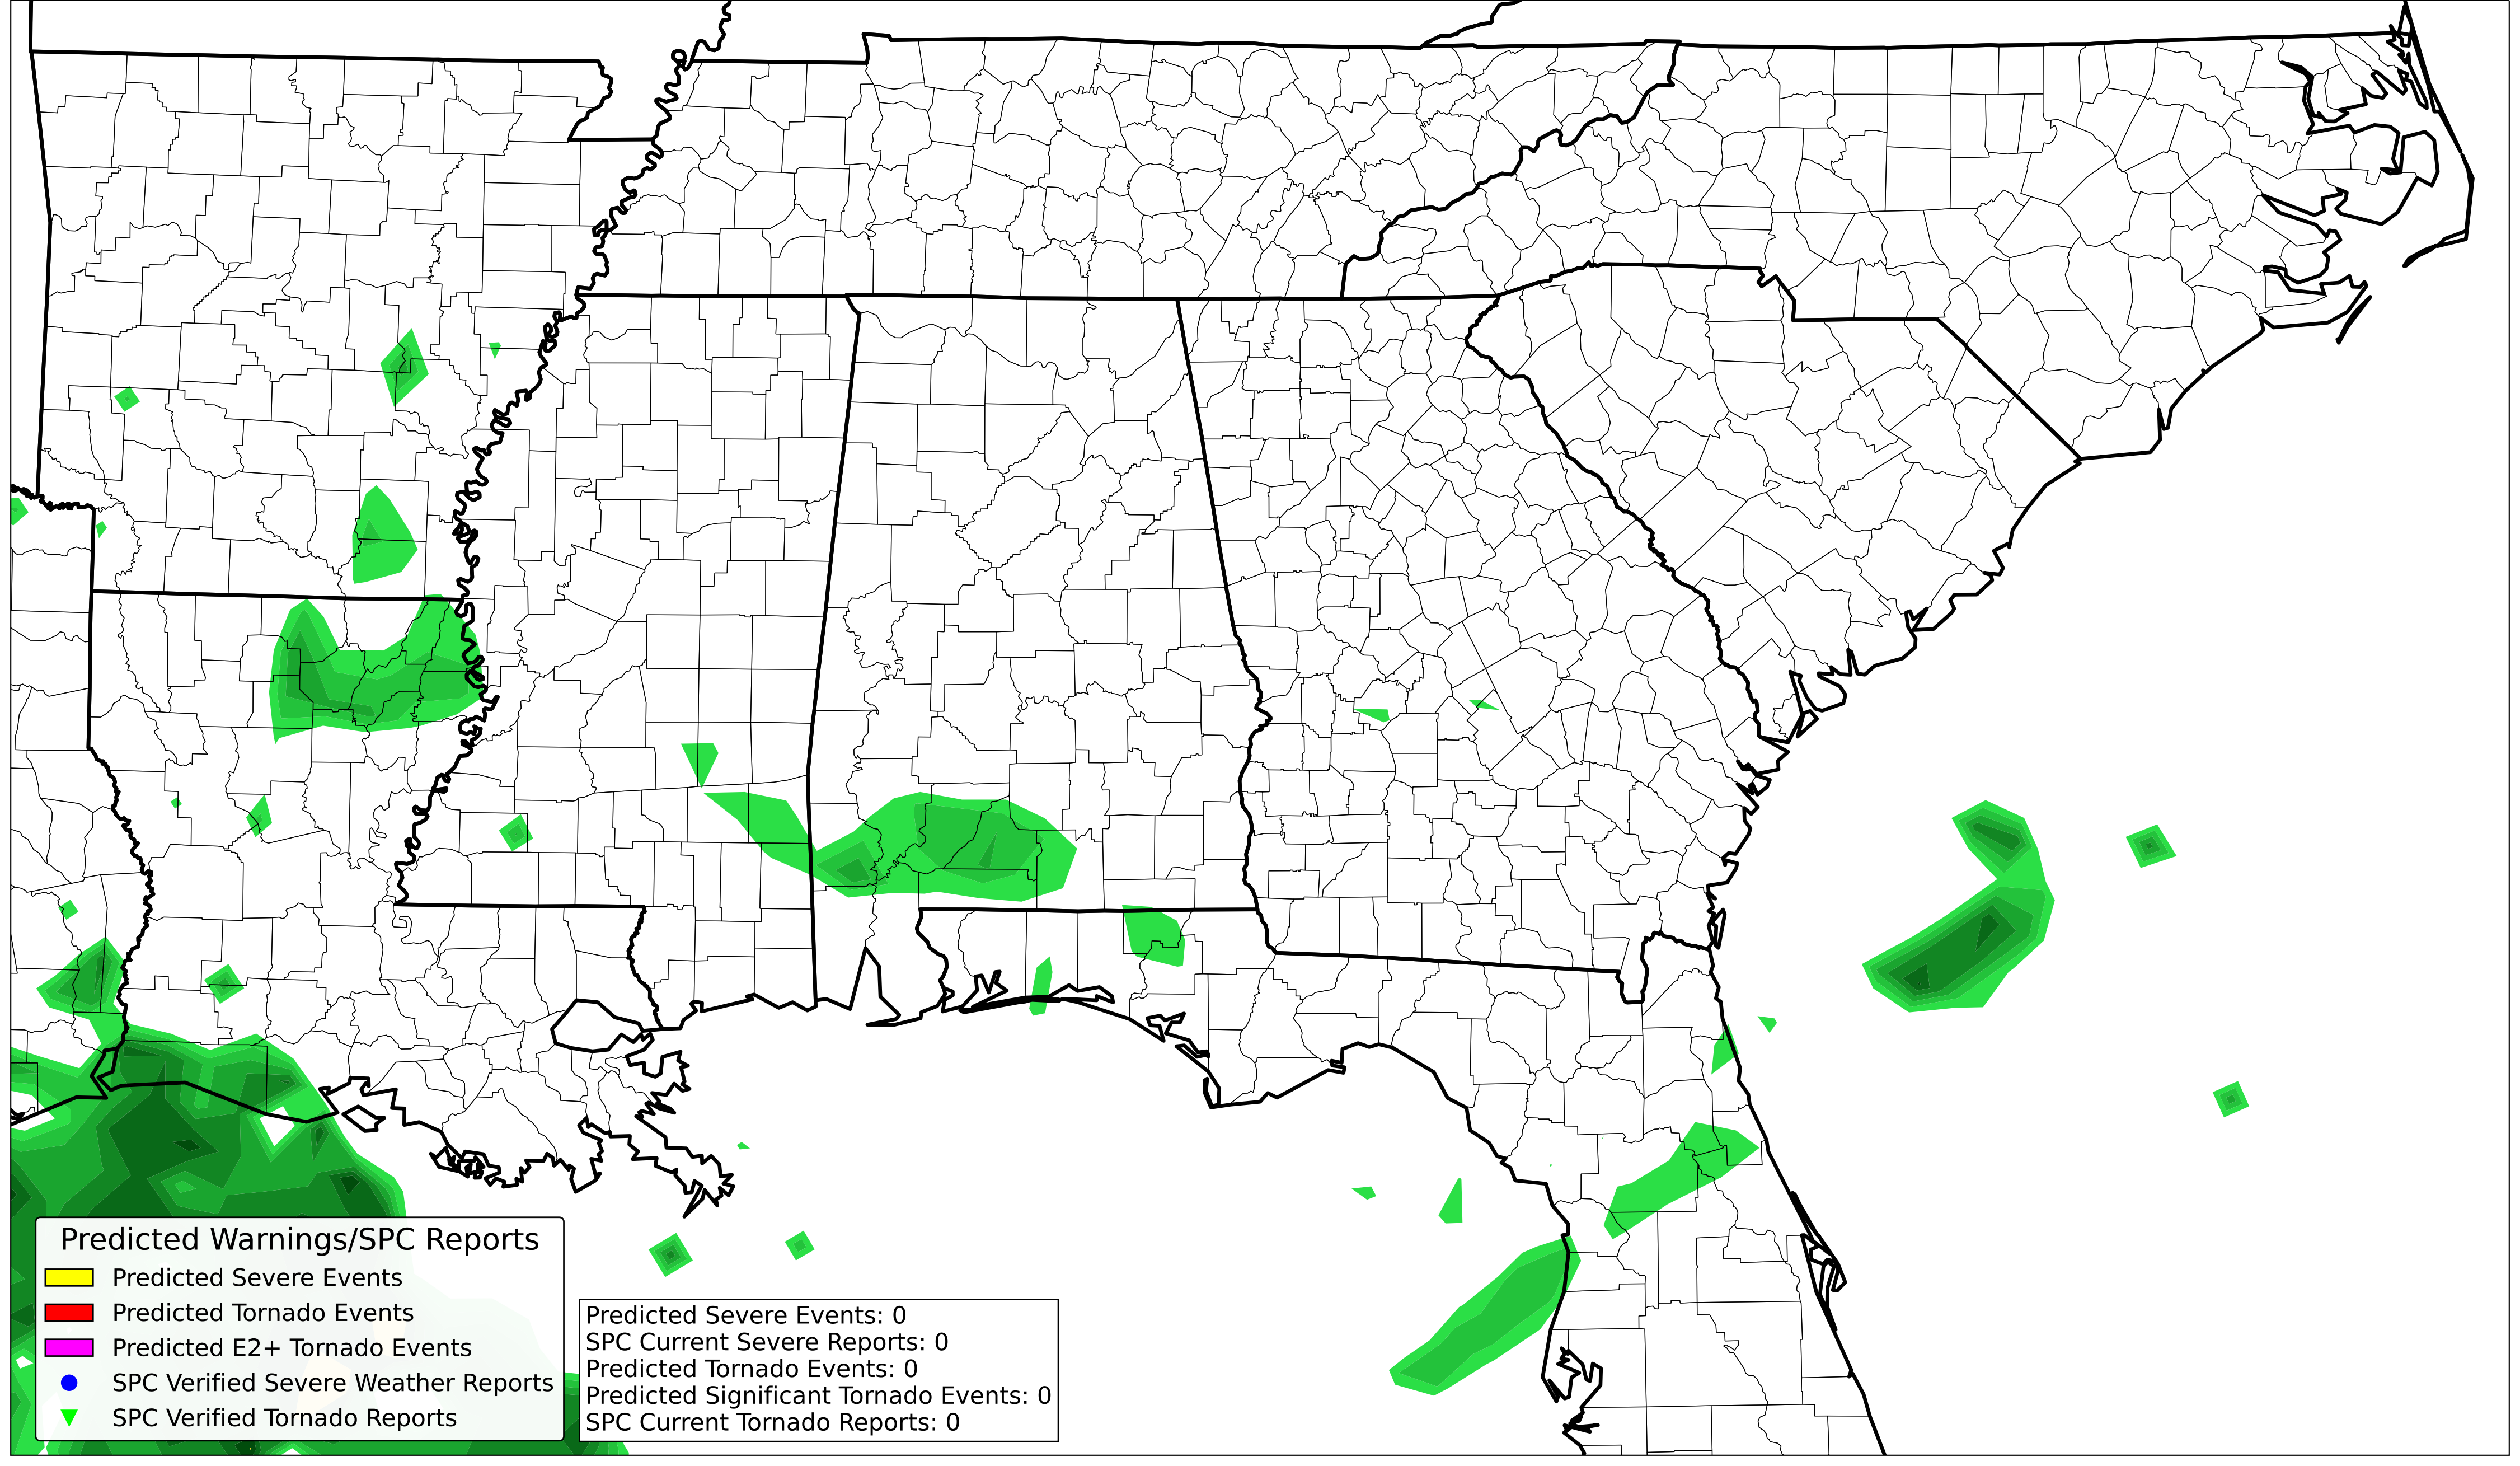 Predicted Warnings/SPC Reports
Predicted Severe Events
Predicted Tornado Events
Predicted E2+ Tornado Events
SPC Verified Severe Weather Reports
SPC Verified Tornado Reports
Predicted Severe Events: 0
SPC Current Severe Reports: 0
Predicted Tornado Events: 0
Predicted Significant Tornado Events: 0
SPC Current Tornado Reports: 0